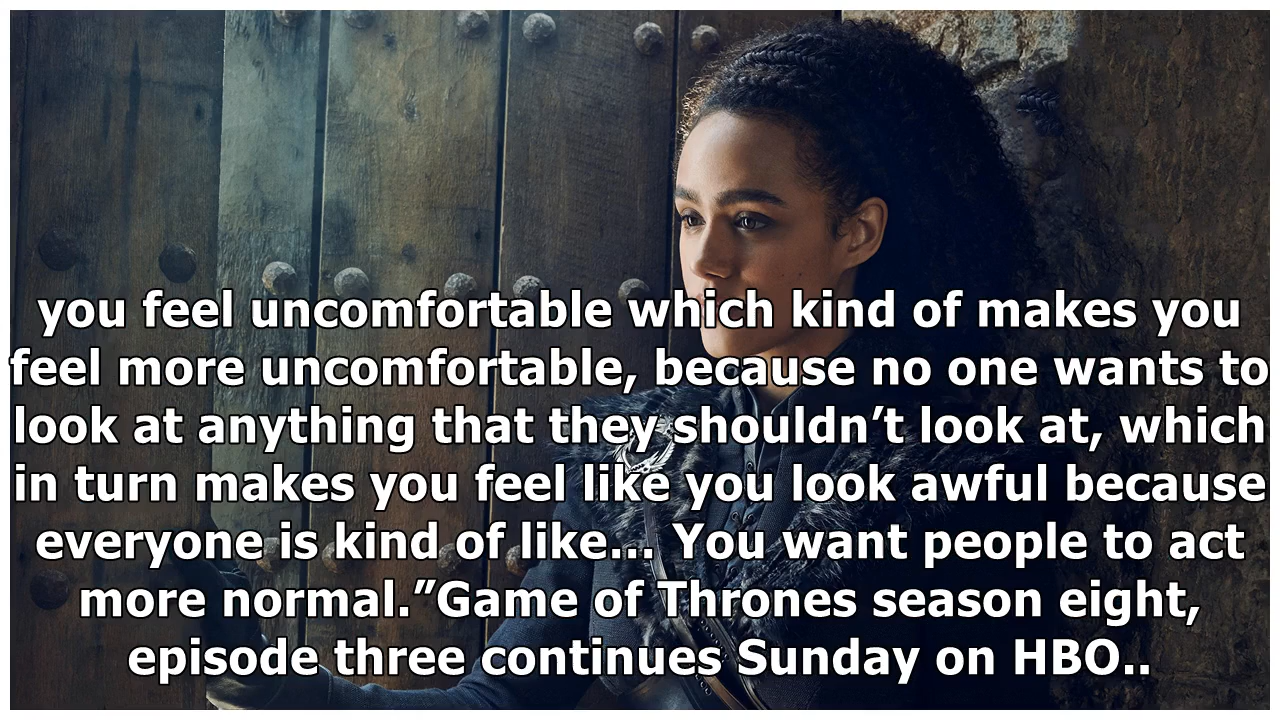 you feel uncomfortable which kind of makes you
feel more uncomfortable, because no one wants to
look at anything that they shouldn’t look at, which
in turn makes you feel like you look awful because
everyone is kind of like... You want people to act
more normal.”Game of Thrones season eight,
episode three continues Sunday on HBO..